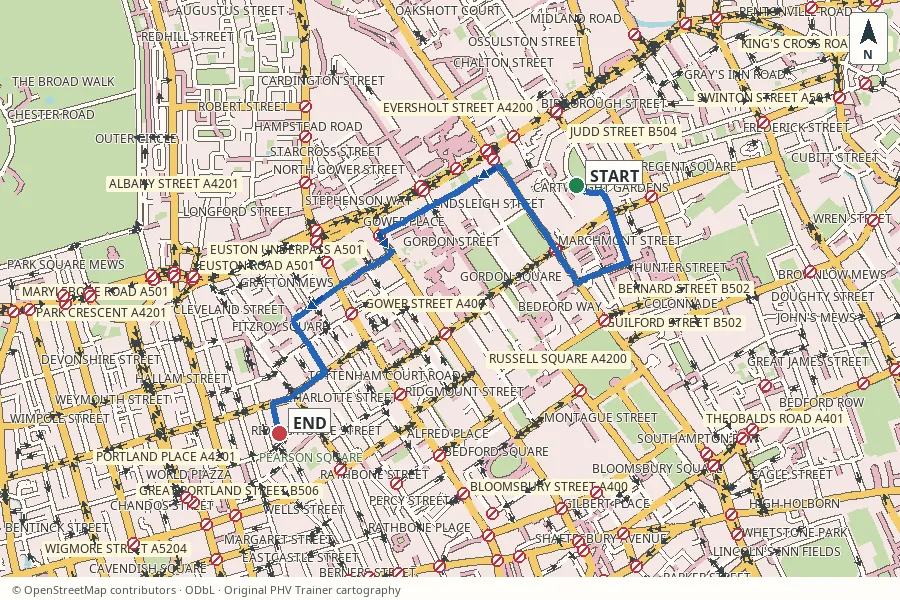 AUGUSTUS STREET
OAKSHOTT COURT
MIDLAND ROAD
PENTONVILLE ROAD
REDHILL STREET
OSSULSTON STREET
KING'S CROSS ROA
N
CHALTON STREET
THE BROAD WALK
CARDINGTON STREET
GRAY'S INN ROAD
CHESTER ROAD
ROBERT STREET
EVERSHOLT STREET A4200
SWINTON STREET A501
HAMPSTEAD ROAD
JUDD STREET B504
FREDERICK STREET
OUTER CIRCLE
STARCROSS STREET
CUBITT STREET
NORTH GOWER STREET
REGENT SQUARE
START
ALBANY STREET A4201
CARTWRIGHT GARDENS
LONGFORD STREET
STEPHENSON WAY
ENDSLEIGH STREET
GOWER PLACE
WREN STREET
EUSTON UNDERPASS A501
GORDON STREET
MARCHMONT STREET
PARK SQUARE MEWS
EUSTON ROAD A501
HUNTER STREET
GORDON SQUARE
BROWNLOW MEWS
MARYLEBONE ROAD A501
GRAFTON MEWS
BERNARD STREET B502
DOUGHTY STREET
PARK CRESCENT A4201
CLEVELAND STREET
GOWER STREET A400
BEDFORD WAY
COLONNADE
JOHN'S MEWS
FITZROY SQUARE
GUILFORD STREET B502
DEVONSHIRE STREET
RUSSELL SQUARE A4200
GREAT JAMES STREET
HALLAM STREET
TOTTENHAM COURT ROAD
WEYMOUTH STREET
CHARLOTTE STREET
RIDGMOUNT STREET
BEDFORD ROW
WIMPOLE STREET
END
MONTAGUE STREET
THEOBALDS ROAD A401
ALFRED PLACE
PORTLAND PLACE A4201
PEARSON SQUARE
BEDFORD SQUARE
BLOOMSBURY SQUARE
WORLD PIAZZA
RATHBONE STREET
EAGLE STREET
GREAT PORTLAND STREET B506
BLOOMSBURY STREET A400
CHANDOS STREET
WELLS STREET
PERCY STREET
GILBERT PLACE
HIGH HOLBORN
BENTINCK STREET
RATHBONE PLACE
WHETSTONE PARK
MARGARET STREET
SHAFTESBURY AVENUE
WIGMORE STREET A5204
EASTCASTLE STREET
LINCOLN'S INN FIELDS
CAVENDISH SQUARE
BERNERS STREET
PARKER STREET
© OpenStreetMap contributors · ODbL · Original PHV Trainer cartography